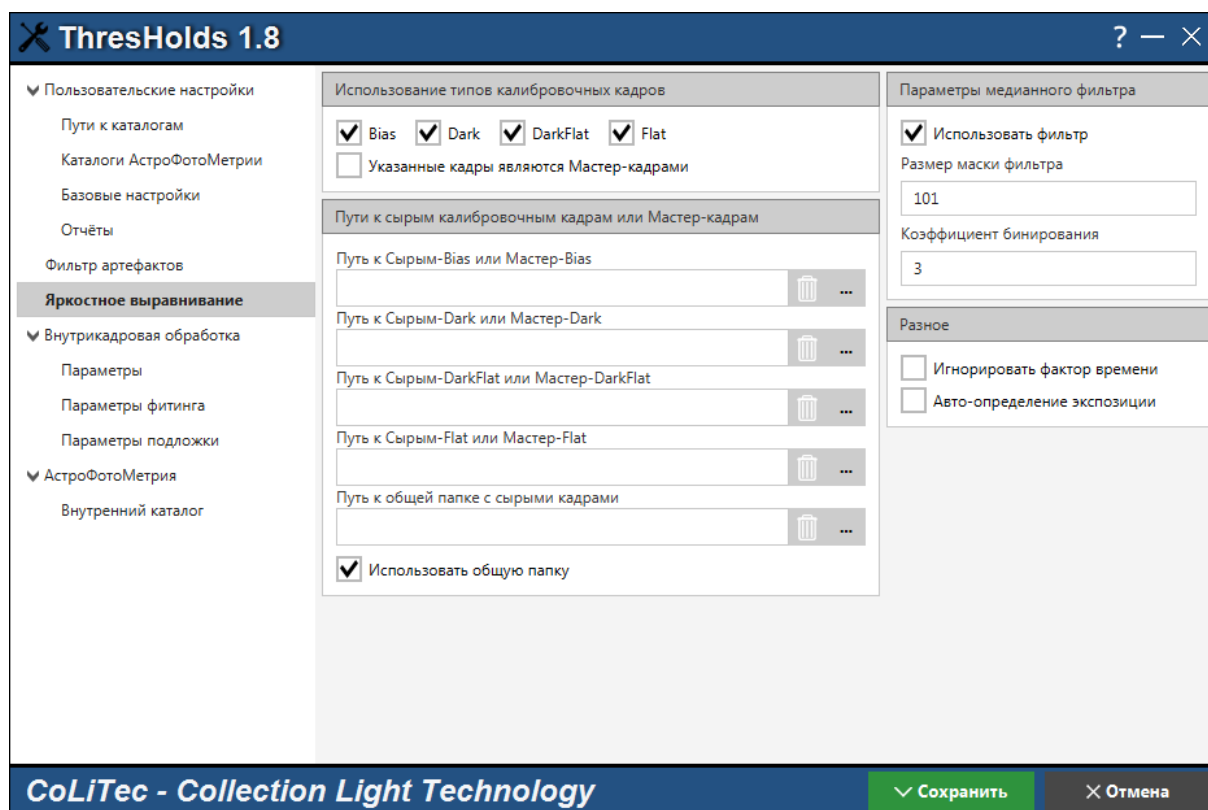 ThresHolds 1.8
? — ×
Пользовательские настройки
Пути к каталогам
Каталоги АстроФотоМетрии
Базовые настройки
Отчёты
Фильтр артефактов
Яркостное выравнивание
Внутрикадровая обработка
Параметры
Параметры фитинга
Параметры подложки
АстроФотоМетрия
Внутренний каталог
Использование типов калибровочных кадров
Bias Dark DarkFlat Flat
Указанные кадры являются Мастер-кадрами
Пути к сырым калибровочным кадрам или Мастер-кадрам
Путь к Сырым-Bias или Мастер-Bias
...
Путь к Сырым-Dark или Мастер-Dark
...
Путь к Сырым-DarkFlat или Мастер-DarkFlat
...
Путь к Сырым-Flat или Мастер-Flat
...
Путь к общей папке с сырыми кадрами
...
Использовать общую папку
Параметры медианного фильтра
Использовать фильтр
Размер маски фильтра
101
Коэффициент бинирования
3
Разное
Игнорировать фактор времени
Авто-определение экспозиции
CoLiTec - Collection Light Technology
Сохранить
Отмена